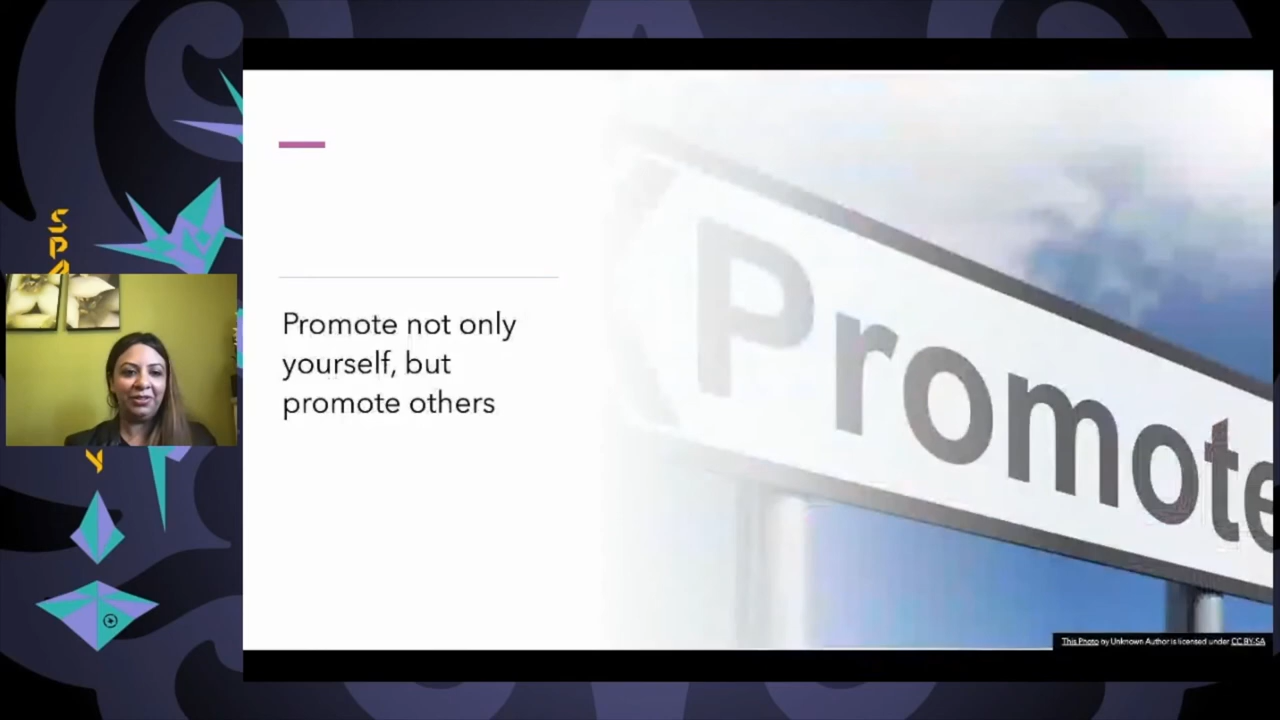 SPA
Y
Promote not only
yourself, but
promote others
Promote
This Photo by Unknown Author is licensed under CC BY-SA